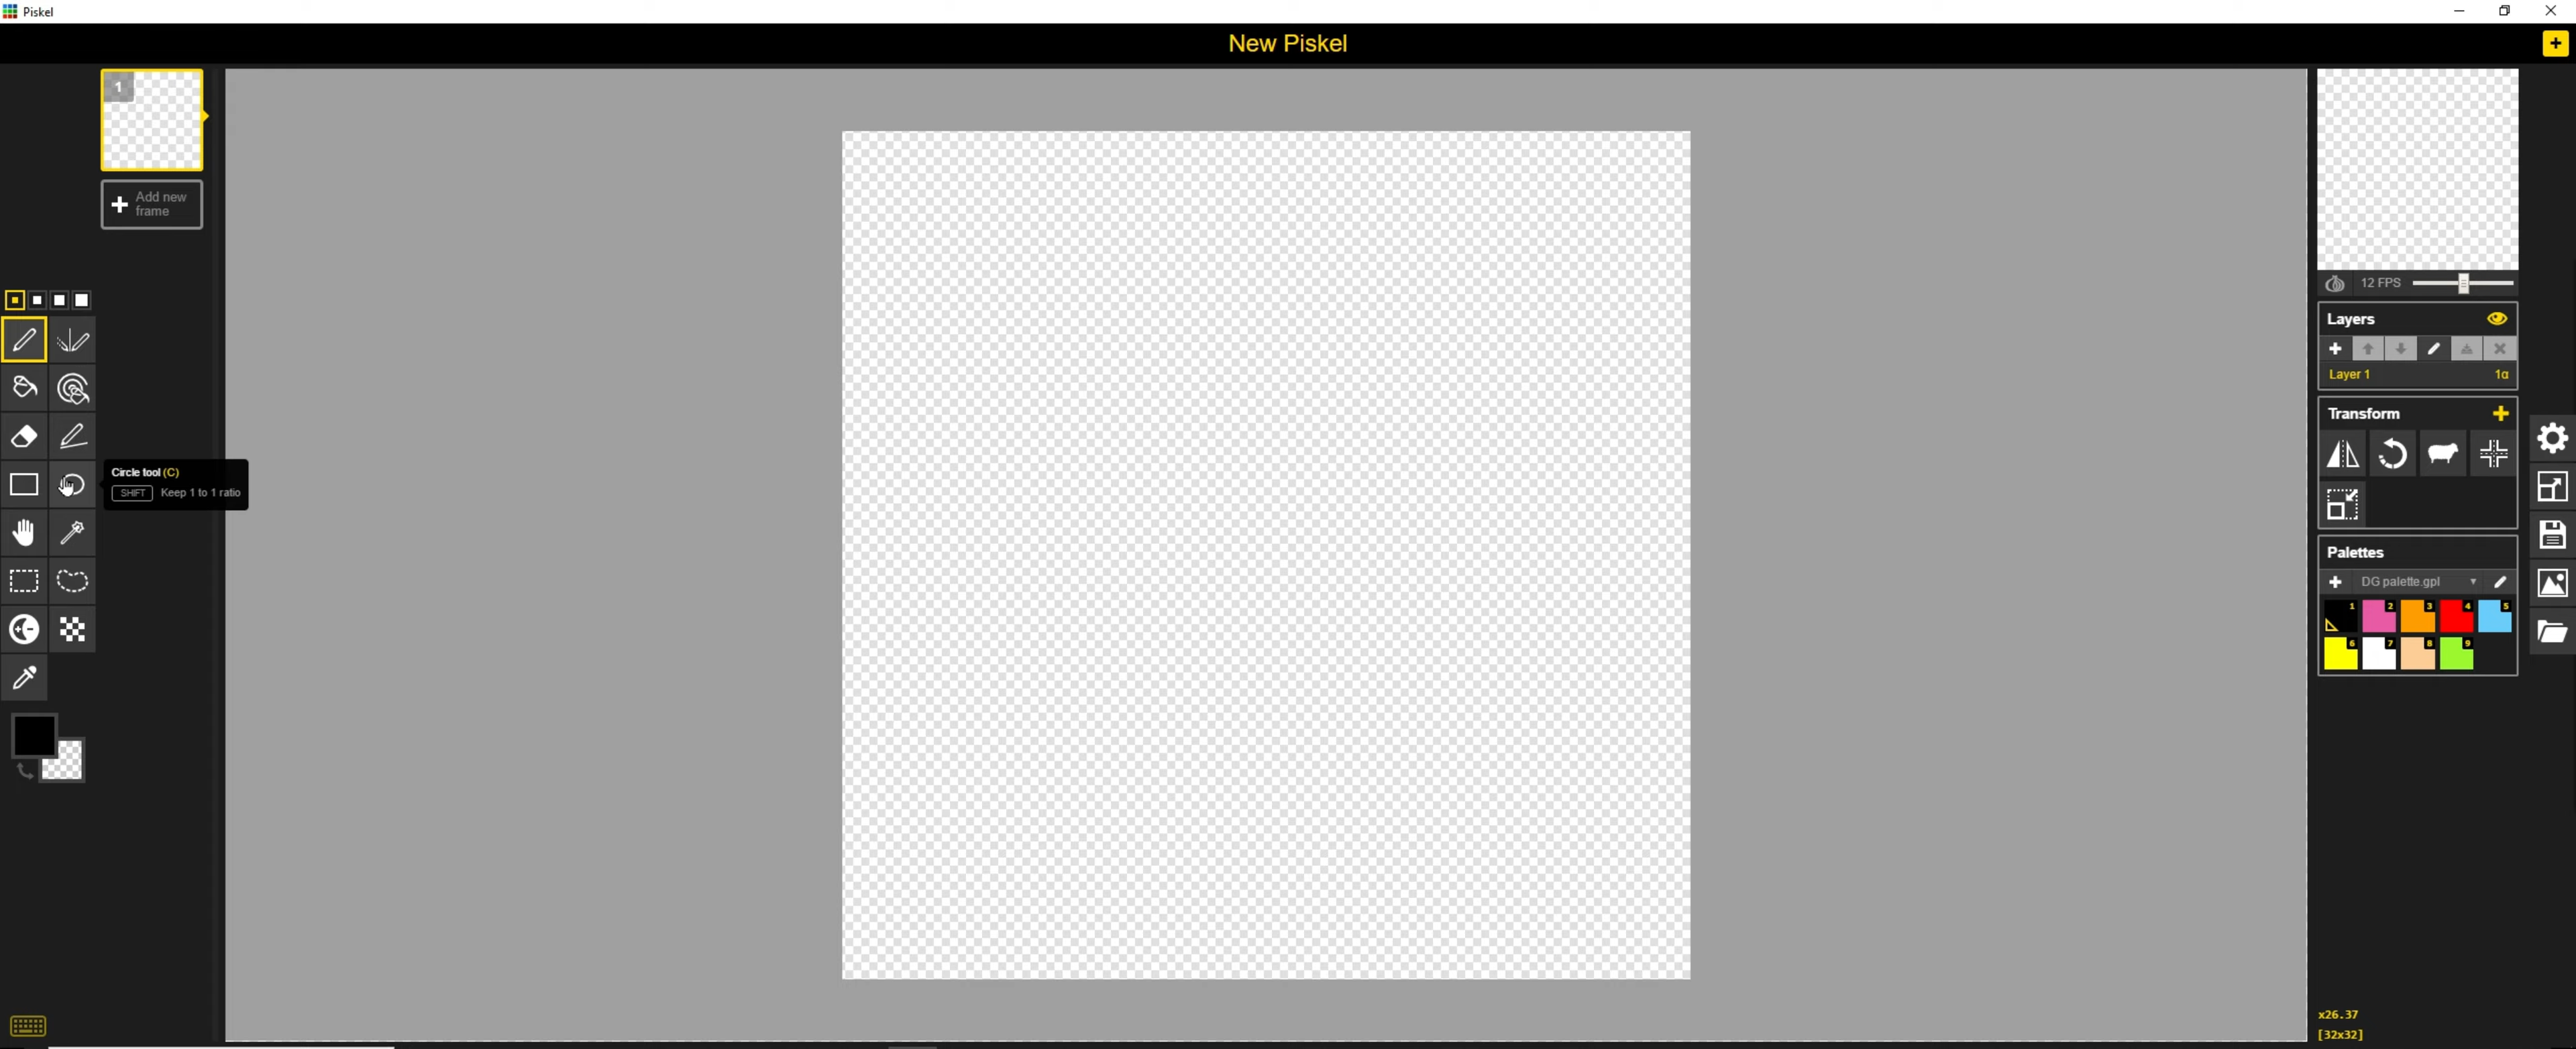 Piskel
New Piskel
1
Add new
frame
Circle tool (C)
SHIFT Keep 1 to 1 ratio
12 FPS
Layers
Layer 1 1α
Transform
Palettes
DG palette.gpl
1 2 3 4 5
6 7 8 9
x26.37
[32x32]